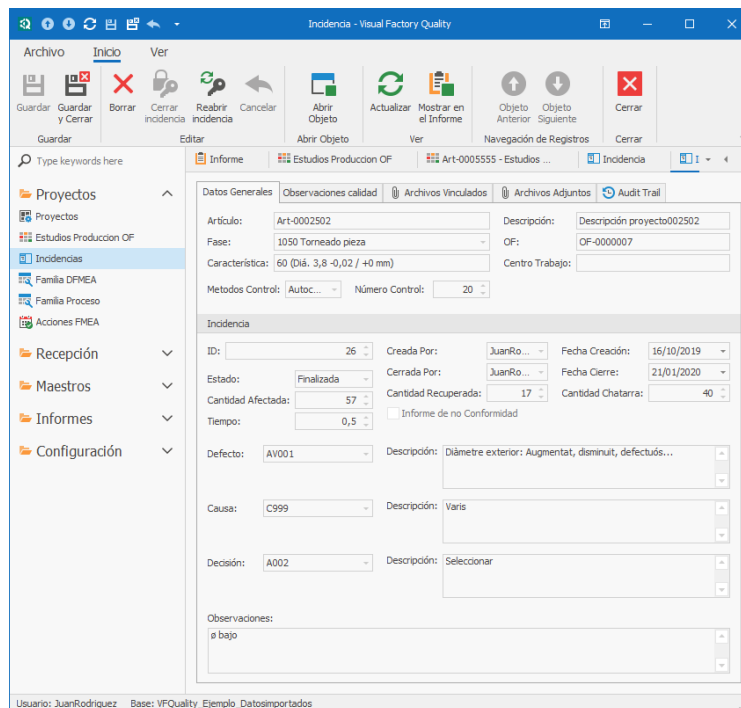 Incidencia - Visual Factory Quality
Archivo Inicio Ver
Guardar Guardar y Cerrar Borrar Cerrar incidencia Reabrir incidencia Cancelar Abrir Objeto Actualizar Mostrar en el Informe Objeto Anterior Objeto Siguiente Cerrar
Guardar Editar Abrir Objeto Ver Navegación de Registros Cerrar
Type keywords here
Informe Estudios Produccion OF Art-0005555 - Estudios ... Incidencia I
Proyectos
Proyectos
Estudios Produccion OF
Incidencias
Familia DFMEA
Familia Proceso
Acciones FMEA
Recepción
Maestros
Informes
Configuración
Datos Generales Observaciones calidad Archivos Vinculados Archivos Adjuntos Audit Trail
Artículo: Art-0002502 Descripción: Descripción proyecto002502
Fase: 1050 Torneado pieza OF: OF-0000007
Característica: 60 (Diá. 3,8 -0,02 / +0 mm) Centro Trabajo:
Metodos Control: Autoc... Número Control: 20
Incidencia
ID: 26 Creada Por: JuanRo... Fecha Creación: 16/10/2019
Estado: Finalizada Cerrada Por: JuanRo... Fecha Cierre: 21/01/2020
Cantidad Afectada: 57 Cantidad Recuperada: 17 Cantidad Chatarra: 40
Tiempo: 0,5 Informe de no Conformidad
Defecto: AV001 Descripción: Diàmetre exterior: Augmentat, disminuit, defectuós...
Causa: C999 Descripción: Varis
Decisión: A002 Descripción: Seleccionar
Observaciones:
ø bajo
Usuario: JuanRodriguez Base: VFQuality_Ejemplo_Datosimportados